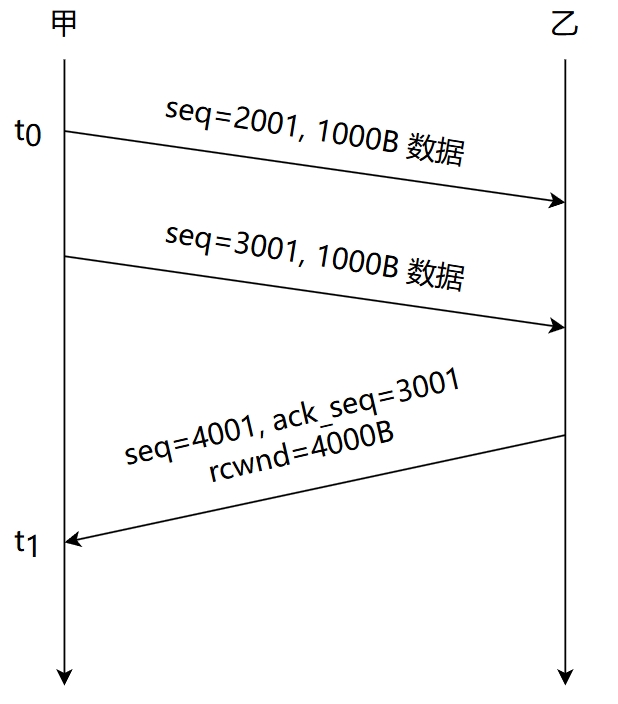 甲
乙
t0
seq=2001, 1000B 数据
seq=3001, 1000B 数据
seq=4001, ack_seq=3001
rcwnd=4000B
t1